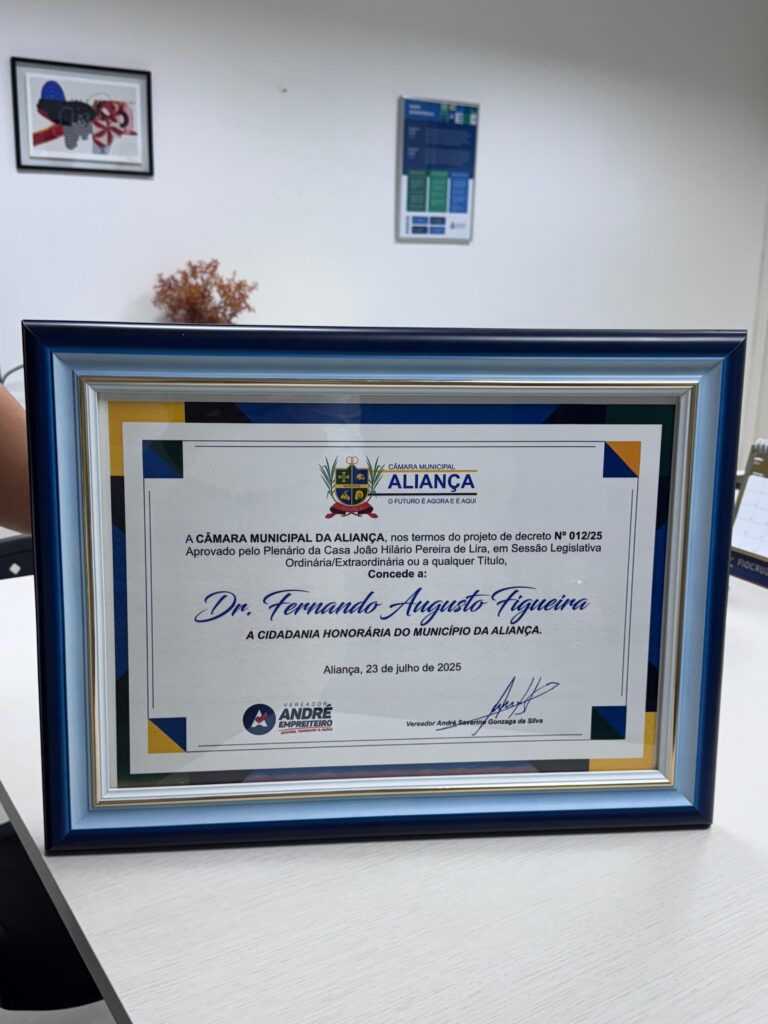 CÂMARA MUNICIPAL
ALIANÇA
O FUTURO É AGORA E É AQUI
A CÂMARA MUNICIPAL DA ALIANÇA, nos termos do projeto de decreto Nº 012/25
Aprovado pelo Plenário da Casa João Hilário Pereira de Lira, em Sessão Legislativa
Ordinária/Extraordinária ou a qualquer Título,
Concede a:
Dr. Fernando Augusto Figueira
A CIDADANIA HONORÁRIA DO MUNICÍPIO DA ALIANÇA.
Aliança, 23 de julho de 2025
VEREADOR
ANDRÉ
EMPREITEIRO
Vereador André Severino Gonzaga da Silva
FIOCRUZ